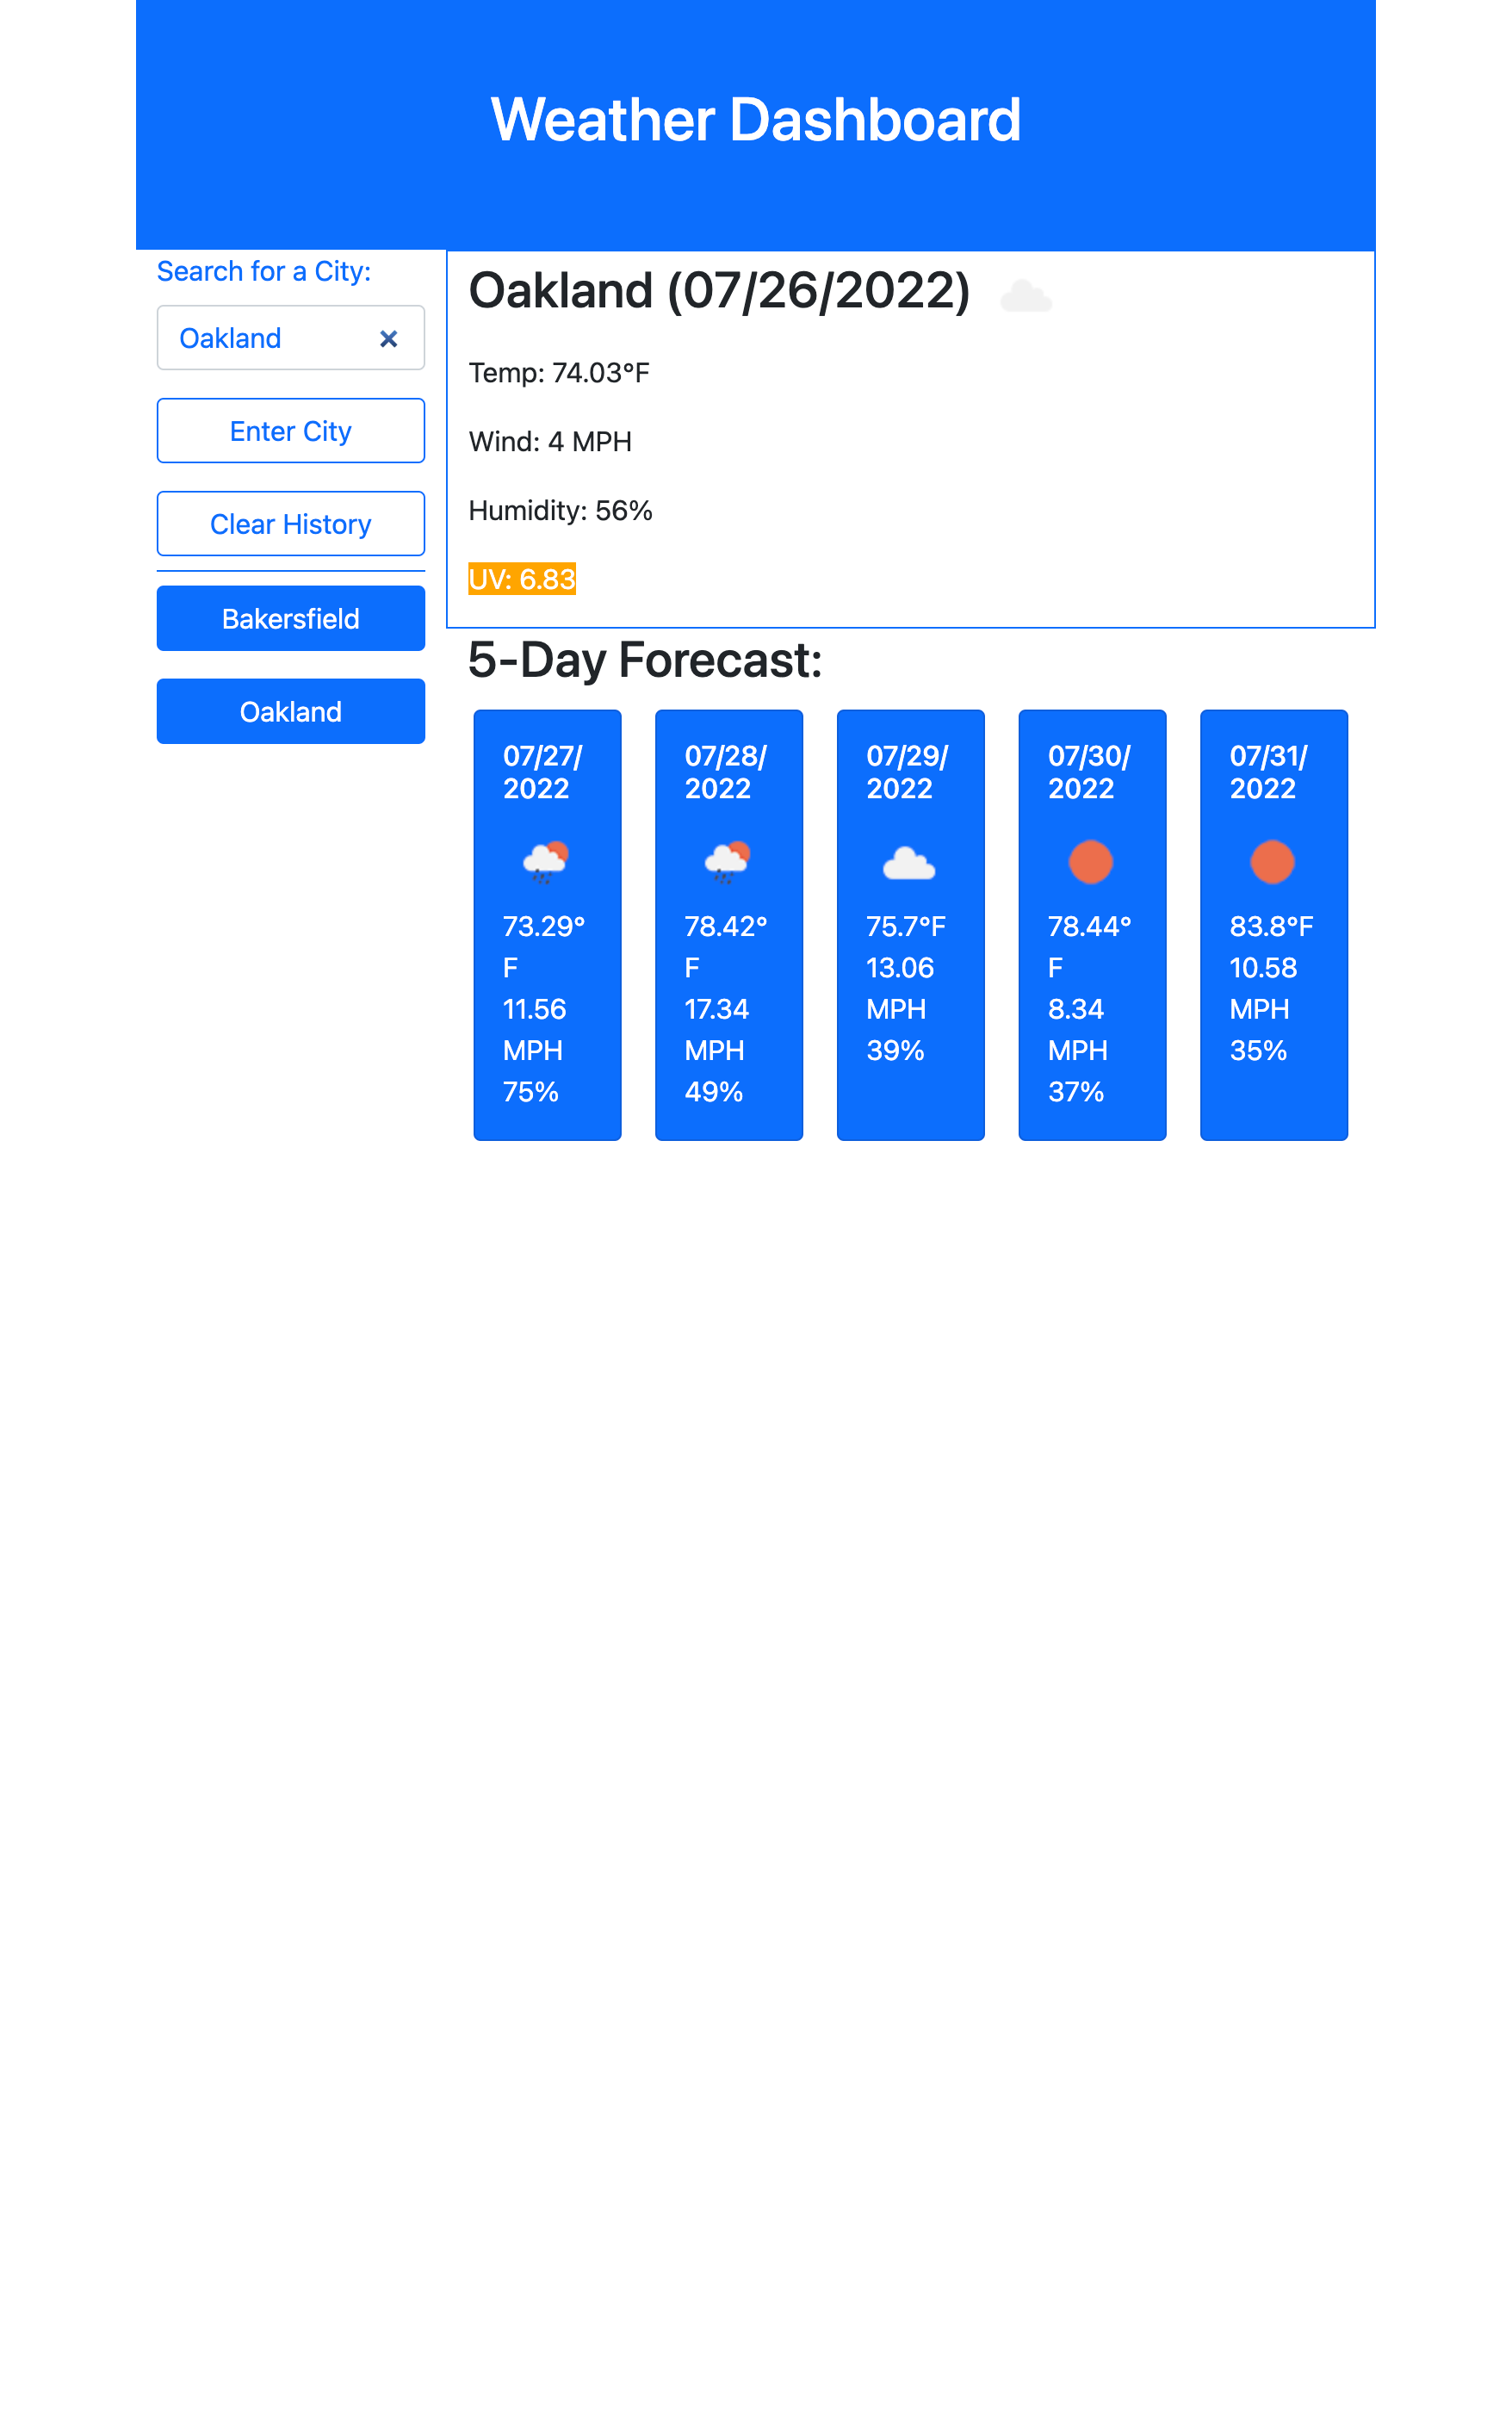 Weather Dashboard
Search for a City:
Oakland
Enter City
Clear History
Bakersfield
Oakland
Oakland (07/26/2022)
Temp: 74.03°F
Wind: 4 MPH
Humidity: 56%
UV: 6.83
5-Day Forecast:
07/27/
2022
73.29°
F
11.56
MPH
75%
07/28/
2022
78.42°
F
17.34
MPH
49%
07/29/
2022
75.7°F
13.06
MPH
39%
07/30/
2022
78.44°
F
8.34
MPH
37%
07/31/
2022
83.8°F
10.58
MPH
35%